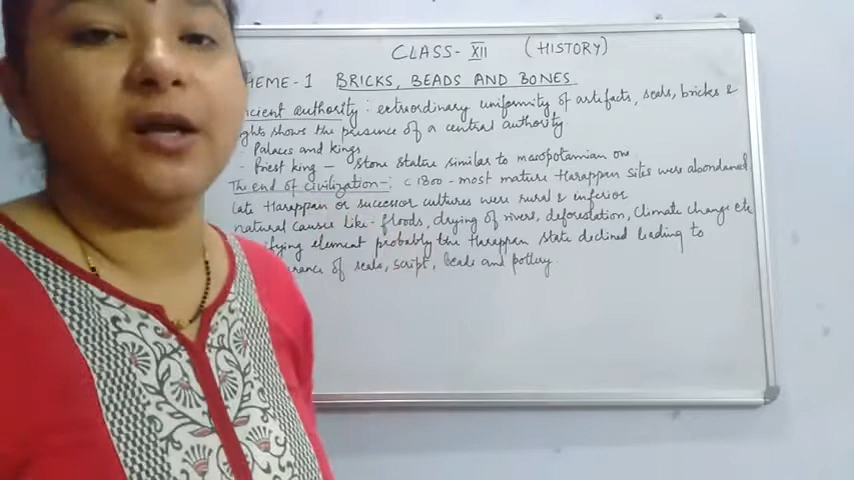 CLASS- XII (HISTORY)
HEME-1 BRICKS, BEADS AND BONES
ncient authority : extraordinary uniformity of artifacts, seals, bricks &
ghts shows the presence of a central authority
Palaces and kings
Priest king - Stone statue similar to mesopotamian one
The end of civilization-: c 1800 - most mature Harappan sites were abandoned
late Harappan or successor cultures were rural & inferior
natural causes like - floods, drying of rivers, deforestation, climate change etc
ifying element probably the Harappan state declined leading to
arance of seals, script, beads and pottery.